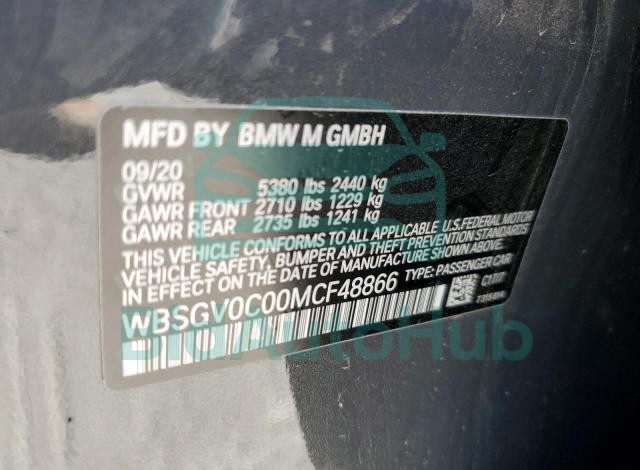 MFD BY BMW M GMBH
09/20
GVWR 5380 lbs 2440 kg
GAWR FRONT 2710 lbs 1229 kg
GAWR REAR 2735 lbs 1241 kg
THIS VEHICLE CONFORMS TO ALL APPLICABLE U.S.FEDERAL MOTOR
VEHICLE SAFETY, BUMPER AND THEFT PREVENTION STANDARDS
IN EFFECT ON THE DATE OF MANUFACTURE SHOWN ABOVE.
WBSGV0C00MCF48866 TYPE: PASSENGER CAR
BidAutoHub